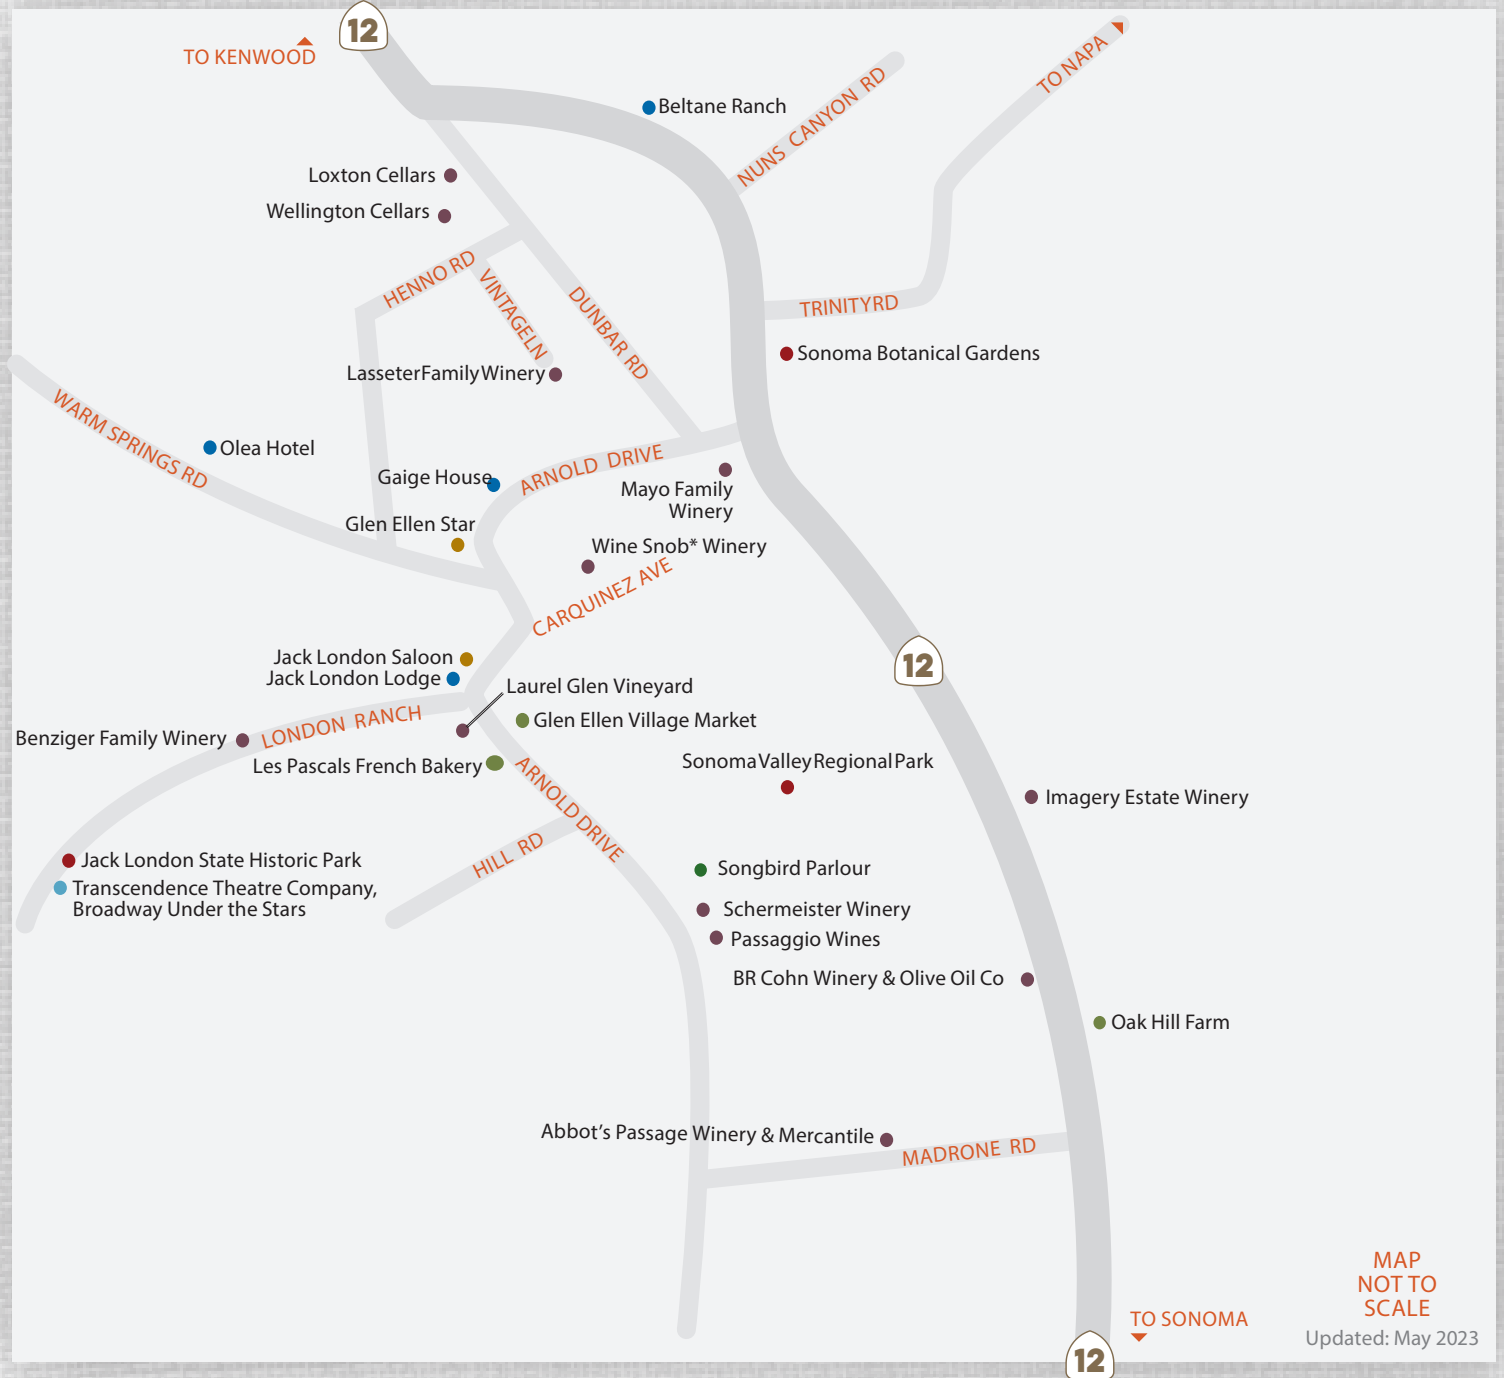 12
TO KENWOOD
TO NAPA
NUNS CANYON RD
Beltane Ranch
Loxton Cellars
Wellington Cellars
HENNO RD
VINTAGELN
DUNBAR RD
TRINITYRD
Sonoma Botanical Gardens
LasseterFamilyWinery
WARM SPRINGS RD
Olea Hotel
ARNOLD DRIVE
Gaige House
Mayo Family
Winery
Glen Ellen Star
Wine Snob* Winery
CARQUINEZ AVE
12
Jack London Saloon
Jack London Lodge
Laurel Glen Vineyard
LONDON RANCH
Glen Ellen Village Market
Benziger Family Winery
Les Pascals French Bakery
ARNOLD DRIVE
SonomaValleyRegionalPark
Imagery Estate Winery
HILL RD
Jack London State Historic Park
Transcendence Theatre Company,
Broadway Under the Stars
Songbird Parlour
Schermeister Winery
Passaggio Wines
BR Cohn Winery & Olive Oil Co
Oak Hill Farm
Abbot's Passage Winery & Mercantile
MADRONE RD
MAP
NOT TO
SCALE
TO SONOMA
Updated: May 2023
12